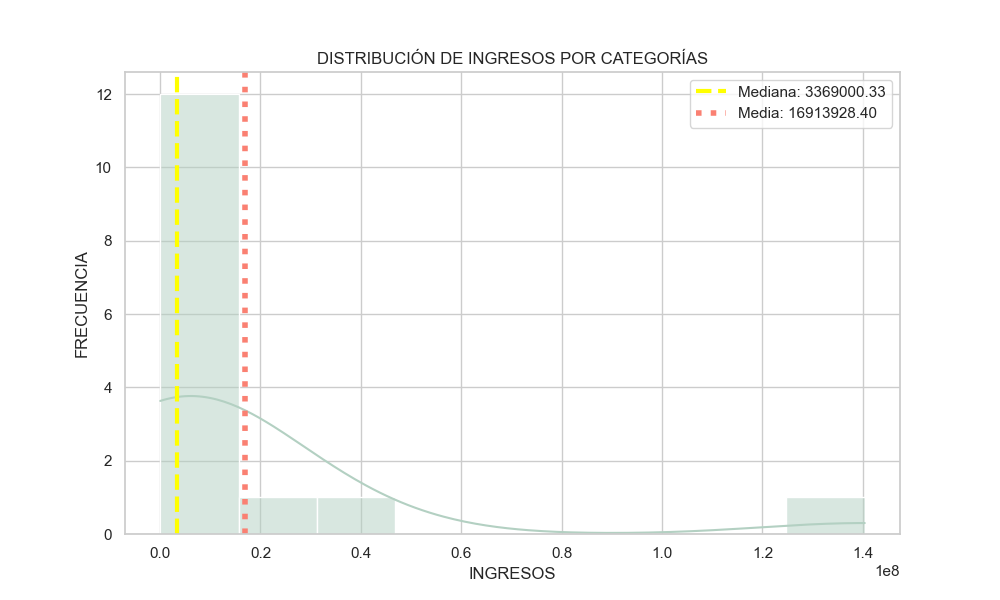 DISTRIBUCIÓN DE INGRESOS POR CATEGORÍAS
Mediana: 3369000.33
Media: 16913928.40
FRECUENCIA
12
10
8
6
4
2
0
0.0 0.2 0.4 0.6 0.8 1.0 1.2 1.4
1e8
INGRESOS